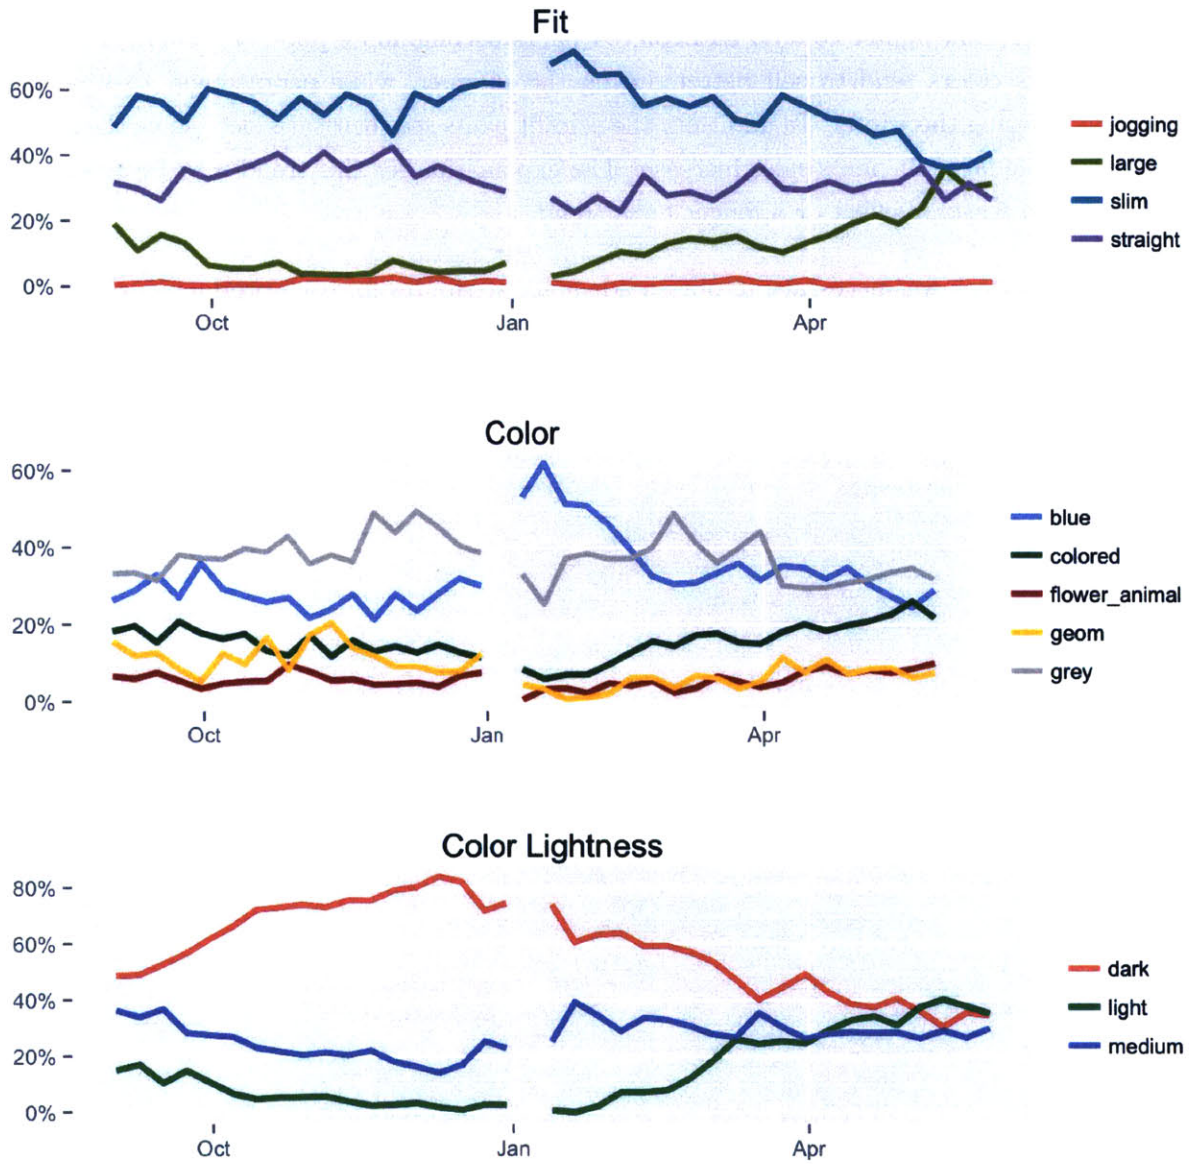 Fit
60%
40%
20%
0%
Oct
Jan
Apr
jogging
large
slim
straight
Color
60%
40%
20%
0%
Oct
Jan
Apr
blue
colored
flower_animal
geom
grey
Color Lightness
80%
60%
40%
20%
0%
Oct
Jan
Apr
dark
light
medium